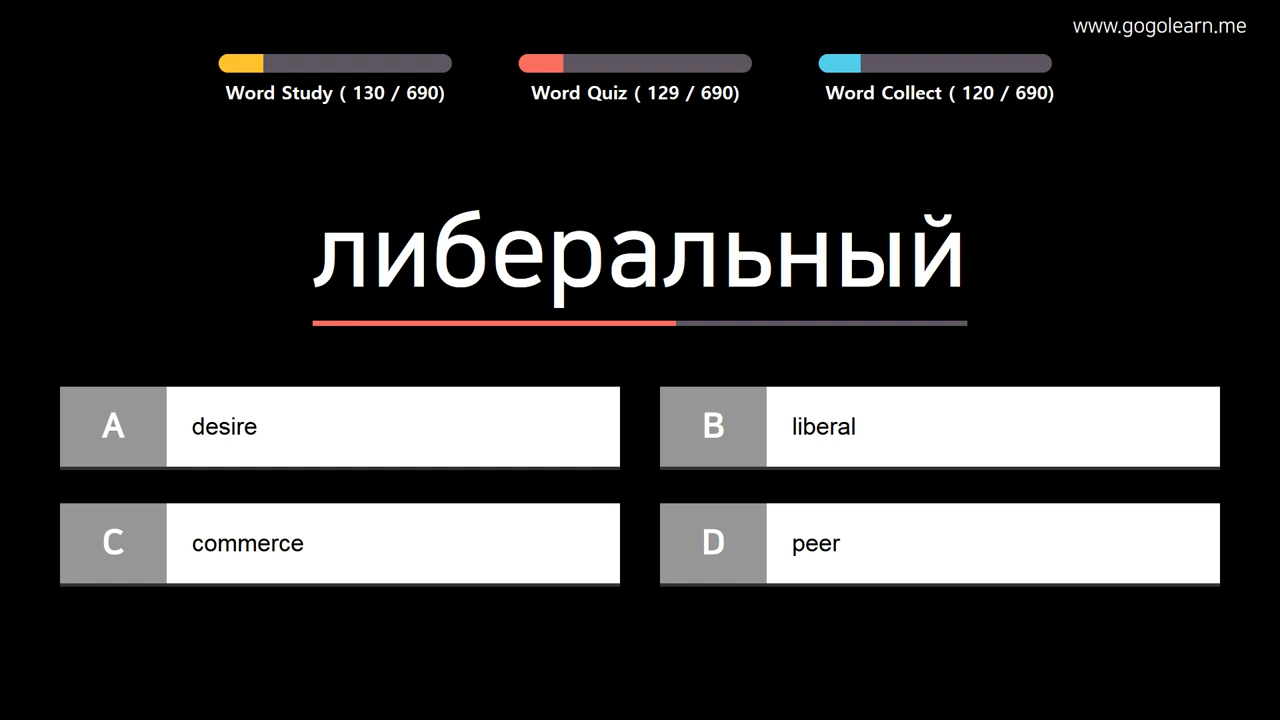 www.gogolearn.me
Word Study ( 130 / 690)
Word Quiz ( 129 / 690)
Word Collect ( 120 / 690)
либеральный
A desire
B liberal
C commerce
D peer